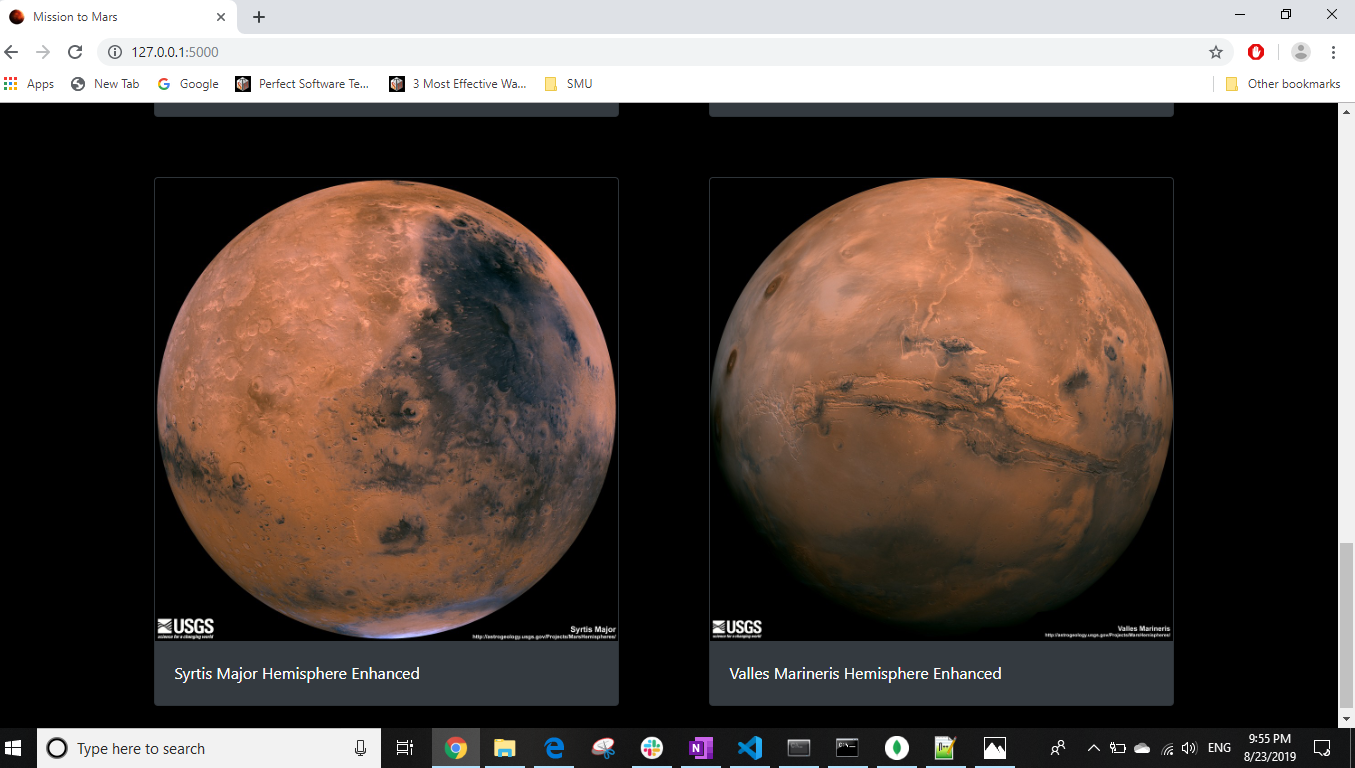 Mission to Mars
127.0.0.1:5000
Apps New Tab Google Perfect Software Te... 3 Most Effective Wa... SMU Other bookmarks
USGS
science for a changing world
Syrtis Major
http://astrogeology.usgs.gov/Projects/MarsHemispheres/
USGS
science for a changing world
Valles Marineris
http://astrogeology.usgs.gov/Projects/MarsHemispheres/
Syrtis Major Hemisphere Enhanced
Valles Marineris Hemisphere Enhanced
Type here to search
ENG
9:55 PM
8/23/2019